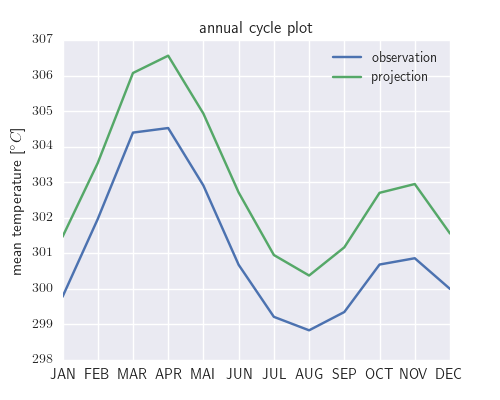 annual cycle plot
observation
projection
mean temperature [°C]
307
306
305
304
303
302
301
300
299
298
JAN FEB MAR APR MAI JUN JUL AUG SEP OCT NOV DEC